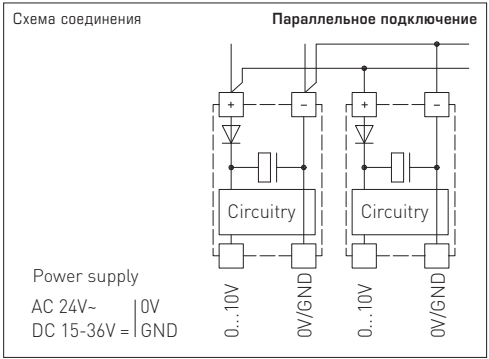 Схема соединения
Параллельное подключение
+ − + −
Circuitry Circuitry
Power supply
AC 24V~ 0V
DC 15-36V = GND
0...10V
0V/GND
0...10V
0V/GND